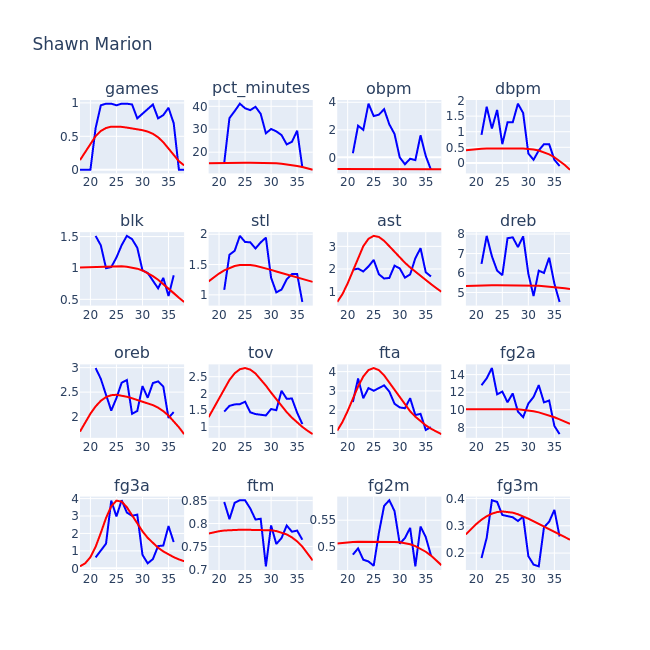 Shawn Marion
games pct_minutes obpm dbpm
1 0.5 0
40 30 20
4 2 0
2 1.5 1 0.5 0
20 25 30 35 20 25 30 35 20 25 30 35 20 25 30 35
blk stl ast dreb
1.5 1 0.5
2 1.5 1
3 2 1
8 7 6 5
20 25 30 35 20 25 30 35 20 25 30 35 20 25 30 35
oreb tov fta fg2a
3 2.5 2
2.5 2 1.5 1
4 3 2 1
14 12 10 8
20 25 30 35 20 25 30 35 20 25 30 35 20 25 30 35
fg3a ftm fg2m fg3m
4 3 2 1 0
0.85 0.8 0.75 0.7
0.55 0.5
0.4 0.3 0.2
20 25 30 35 20 25 30 35 20 25 30 35 20 25 30 35